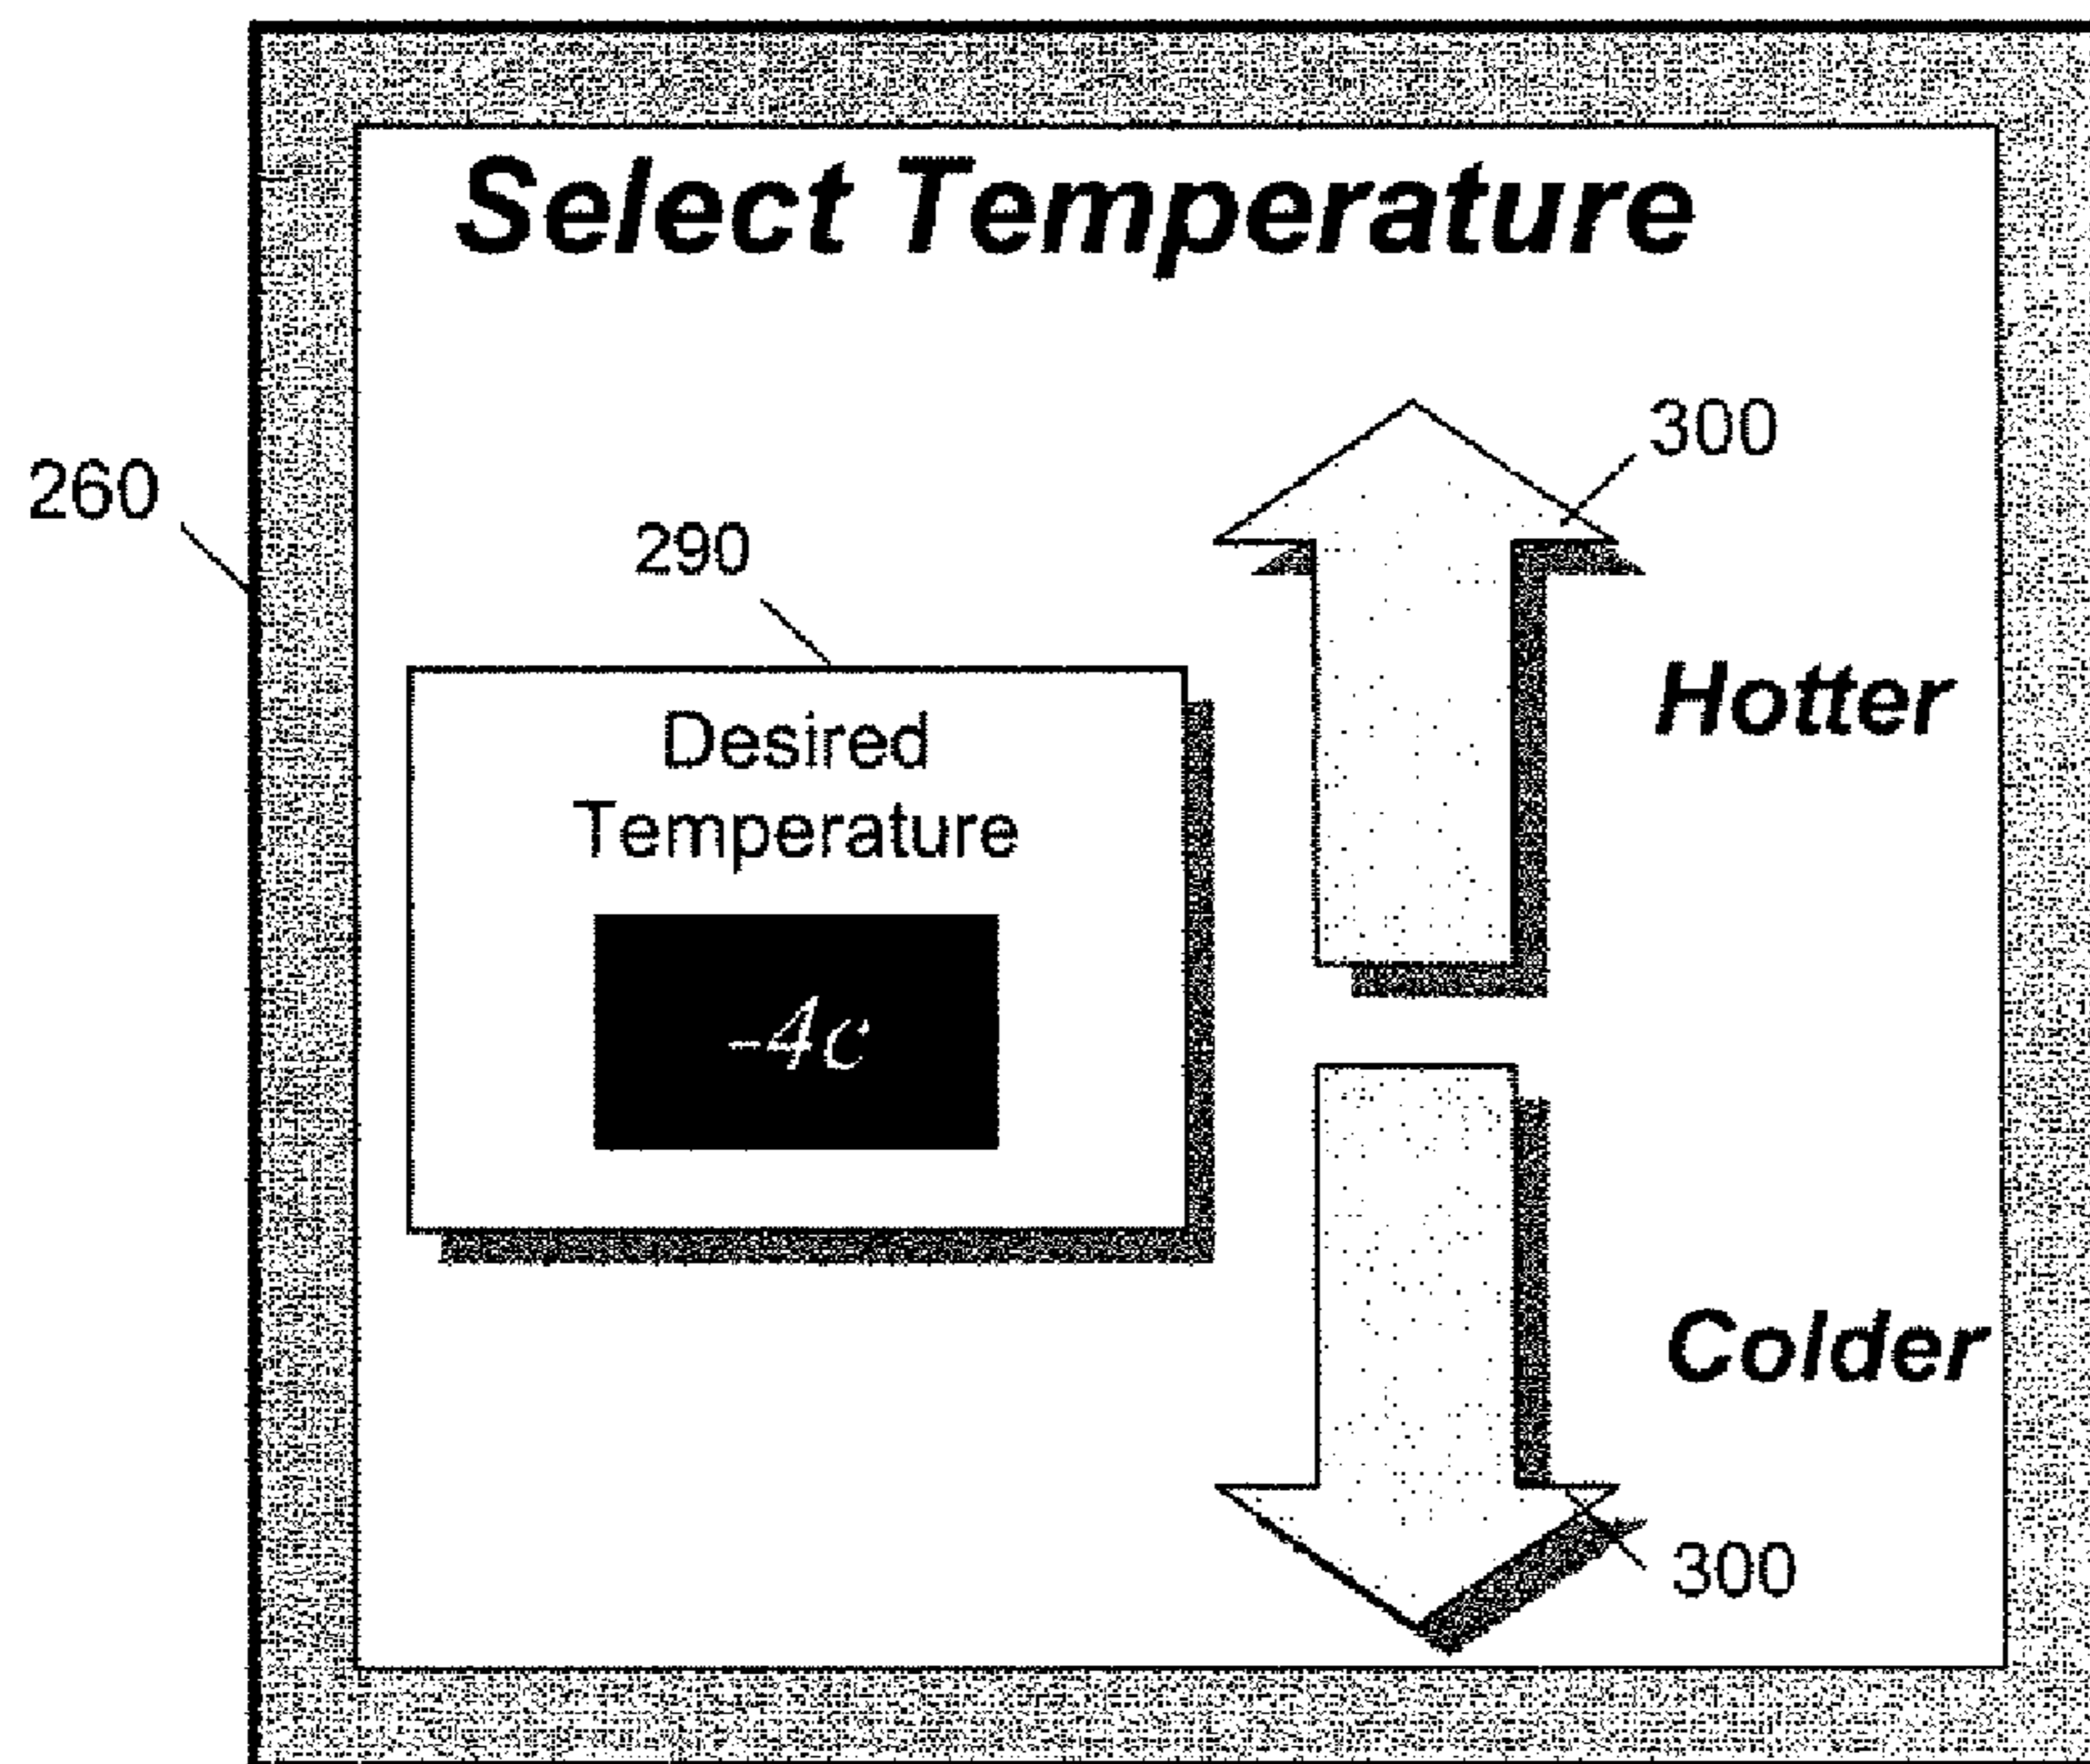 Select Temperature
300
260
290
Hotter
Desired
Temperature
-4c
Colder
300